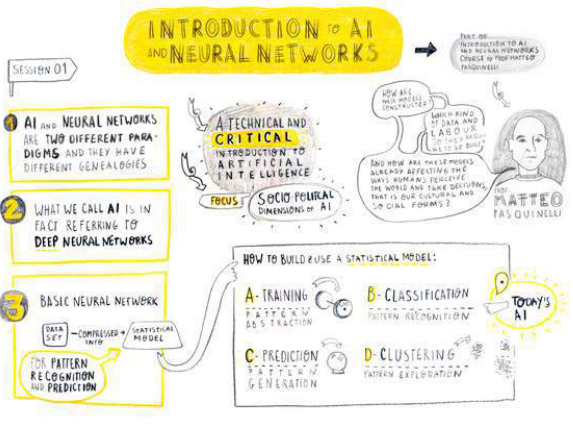 INTRODUCTION TO AI
AND NEURAL NETWORKS
PART OF
INTRODUCTION TO AI
AND NEURAL NETWORKS
COURSE BY PROF MATTEO
PASQUINELLI
SESSION 01
1 AI AND NEURAL NETWORKS
ARE TWO DIFFERENT PARA-
DIGMS AND THEY HAVE
DIFFERENT GENEALOGIES
A TECHNICAL AND
CRITICAL
INTRODUCTION TO
ARTIFICIAL
INTELLIGENCE
FOCUS
SOCIO POLITICAL
DIMENSIONS OF AI
HOW ARE
THESE MODELS
CONSTRUCTED?
WHICH KIND
OF DATA AND
LABOUR
AND HOW ARE THESE MODELS
ALREADY AFFECTING THE
WAYS HUMANS PERCEIVE
THE WORLD AND TAKE DECISIONS,
THAT IS OUR CULTURAL AND
SOCIAL FORMS?
PROF
MATTEO
PASQUINELLI
2 WHAT WE CALL AI IS IN
FACT REFERRING TO
DEEP NEURAL NETWORKS
3 BASIC NEURAL NETWORK
DATA
SET
COMPRESSED
INFO
STATISTICAL
MODEL
FOR PATTERN
RECOGNITION
AND PREDICTION
HOW TO BUILD & USE A STATISTICAL MODEL:
A- TRAINING
PATTERN
ABSTRACTION
B- CLASSIFICATION
PATTERN RECOGNITION
C- PREDICTION
PATTERN
GENERATION
D- CLUSTERING
PATTERN EXPLORATION
TODAY'S
AI